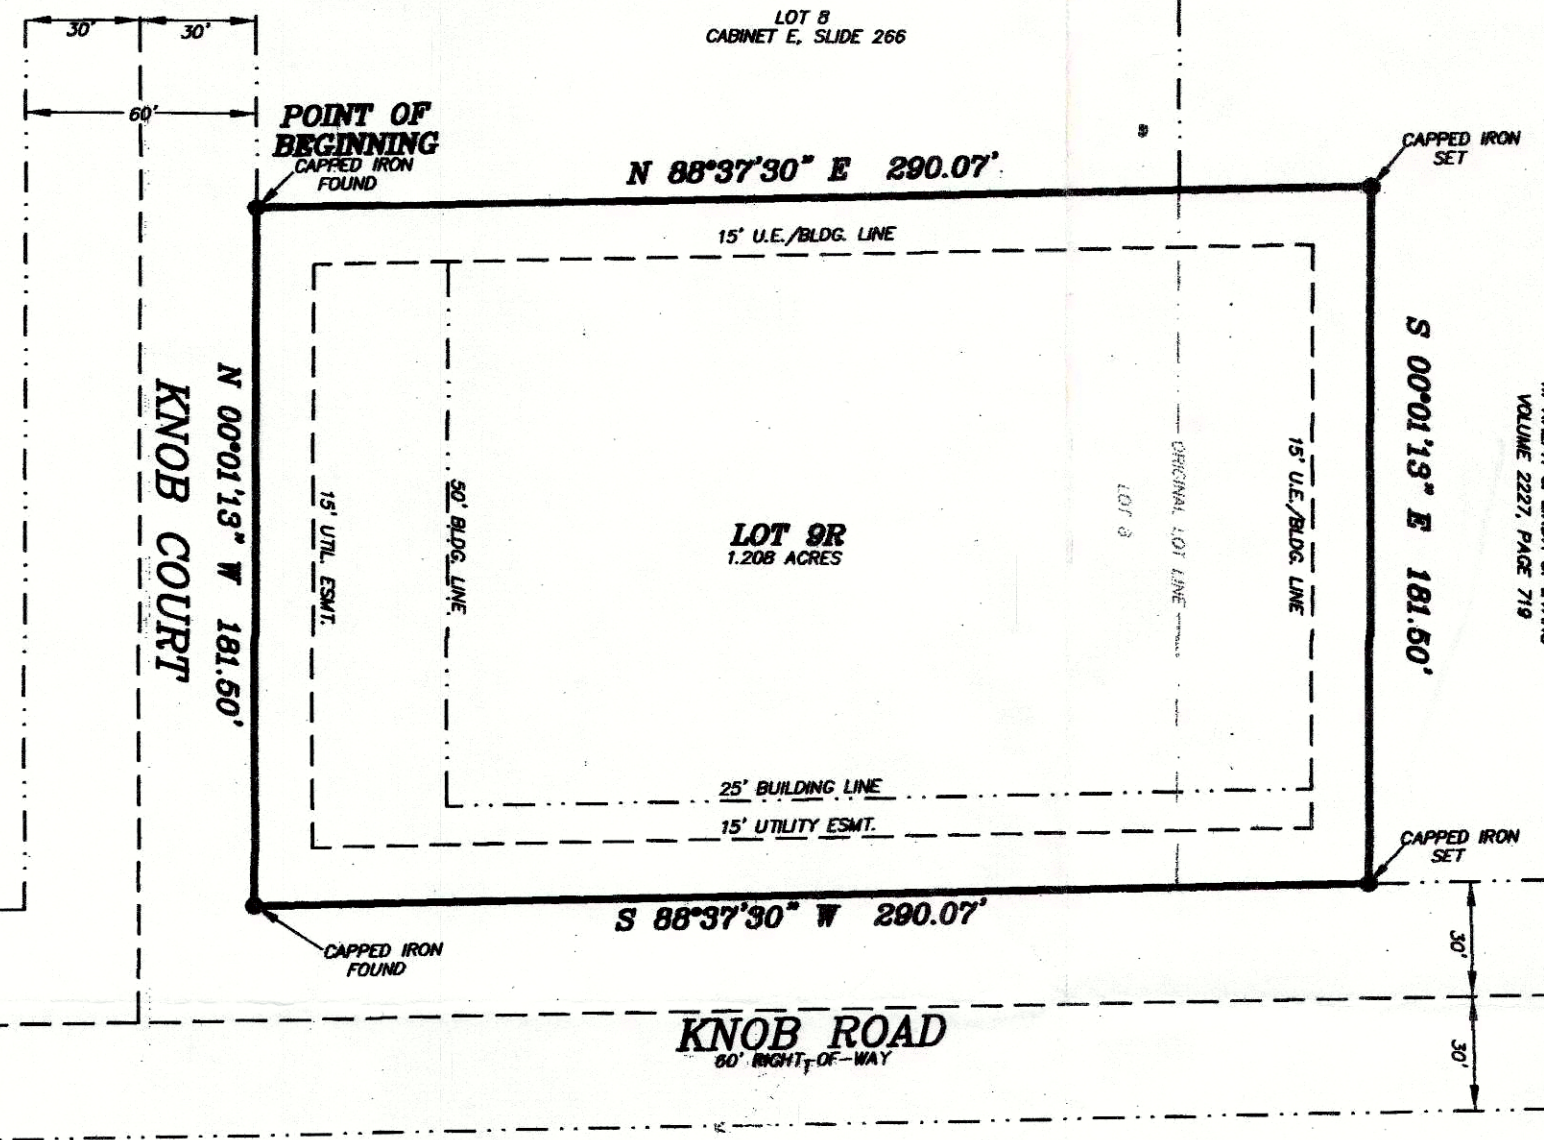 30'
30'
LOT 8
CABINET E, SLIDE 266
60'
POINT OF
BEGINNING
CAPPED IRON
FOUND
N 88°37'30" E 290.07'
CAPPED IRON
SET
15' U.E./BLDG. LINE
KNOB COURT
N 00°01'13" W 181.50'
15' UTIL. ESMT.
50' BLDG. LINE
LOT 9R
1.208 ACRES
ORIGINAL LOT LINE
15' U.E./BLDG. LINE
S 00°01'13" E 181.50'
VOLUME 2227, PAGE 719
25' BUILDING LINE
15' UTILITY ESMT.
CAPPED IRON
SET
S 88°37'30" W 290.07'
CAPPED IRON
FOUND
30'
KNOB ROAD
60' RIGHT-OF-WAY
30'